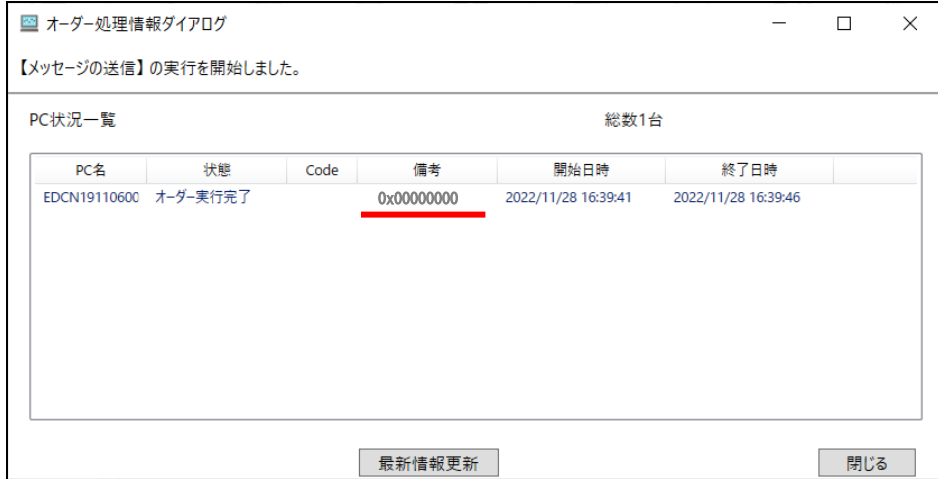 オーダー処理情報ダイアログ
【メッセージの送信】の実行を開始しました。
PC状況一覧 総数1台
PC名 状態 Code 備考 開始日時 終了日時
EDCN19110600 オーダー実行完了 0x00000000 2022/11/28 16:39:41 2022/11/28 16:39:46
最新情報更新 閉じる